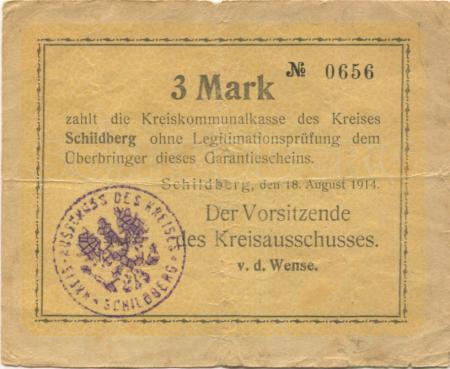 № 0656
3 Mark
zahlt die Kreiskommunalkasse des Kreises
Schildberg ohne Legitimationsprüfung dem
Überbringer dieses Garantiescheins.
Schildberg, den 18. August 1914.
Der Vorsitzende
des Kreisausschusses.
v. d. Wense.
KREIS-AUSSCHUSS DES KREISES SCHILDBERG